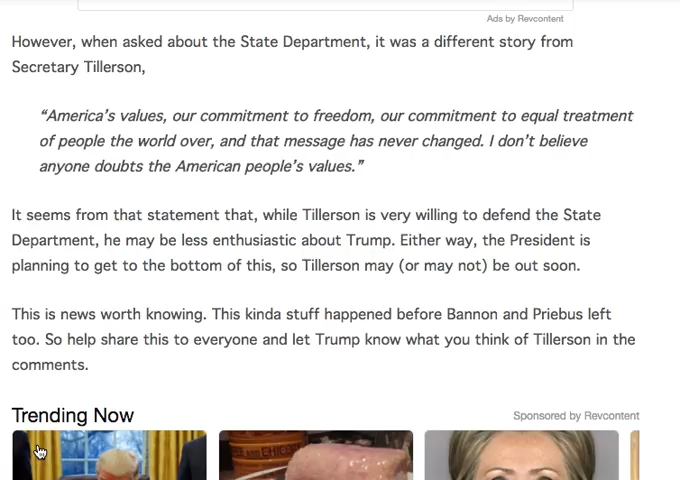 Ads by Revcontent
However, when asked about the State Department, it was a different story from
Secretary Tillerson,
“America’s values, our commitment to freedom, our commitment to equal treatment
of people the world over, and that message has never changed. I don’t believe
anyone doubts the American people’s values.”
It seems from that statement that, while Tillerson is very willing to defend the State
Department, he may be less enthusiastic about Trump. Either way, the President is
planning to get to the bottom of this, so Tillerson may (or may not) be out soon.
This is news worth knowing. This kinda stuff happened before Bannon and Priebus left
too. So help share this to everyone and let Trump know what you think of Tillerson in the
comments.
Trending Now
Sponsored by Revcontent
AND